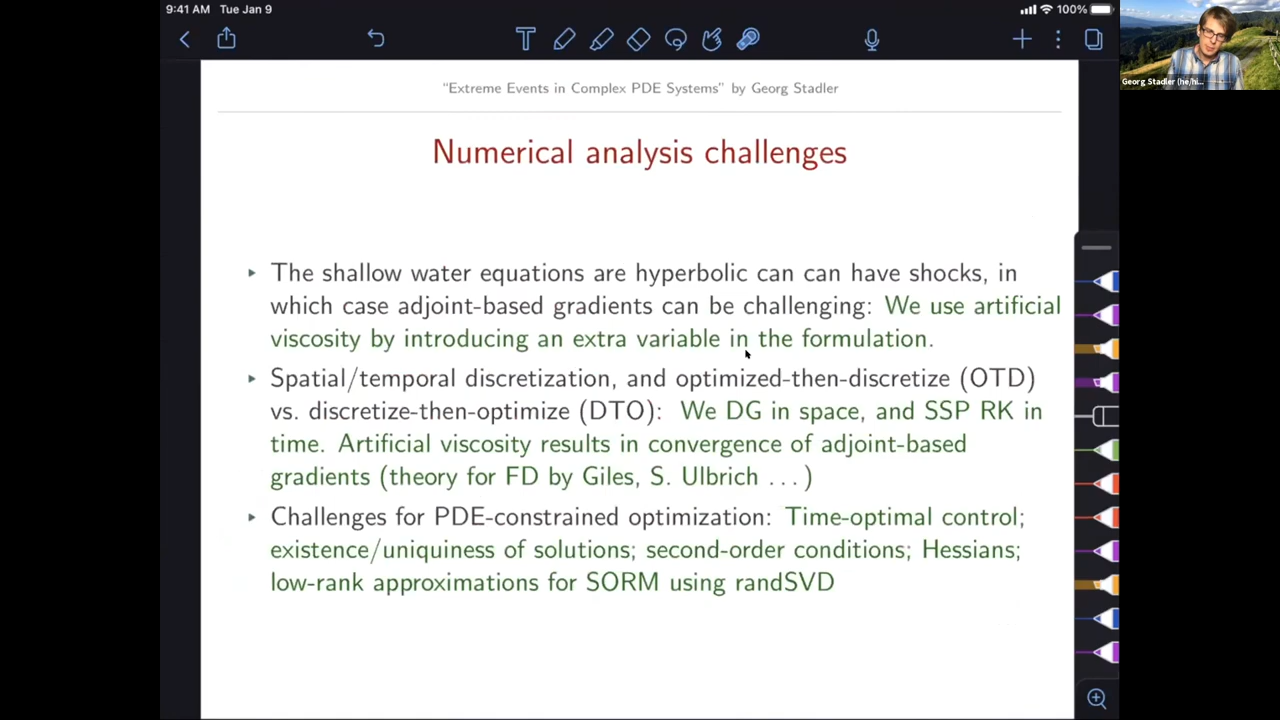 9:41 AM Tue Jan 9
100%
Georg Stadler (he/hi...
"Extreme Events in Complex PDE Systems" by Georg Stadler
Numerical analysis challenges
‣ The shallow water equations are hyperbolic can can have shocks, in
which case adjoint-based gradients can be challenging: We use artificial
viscosity by introducing an extra variable in the formulation.
‣ Spatial/temporal discretization, and optimized-then-discretize (OTD)
vs. discretize-then-optimize (DTO): We DG in space, and SSP RK in
time. Artificial viscosity results in convergence of adjoint-based
gradients (theory for FD by Giles, S. Ulbrich ...)
‣ Challenges for PDE-constrained optimization: Time-optimal control;
existence/uniquiness of solutions; second-order conditions; Hessians;
low-rank approximations for SORM using randSVD